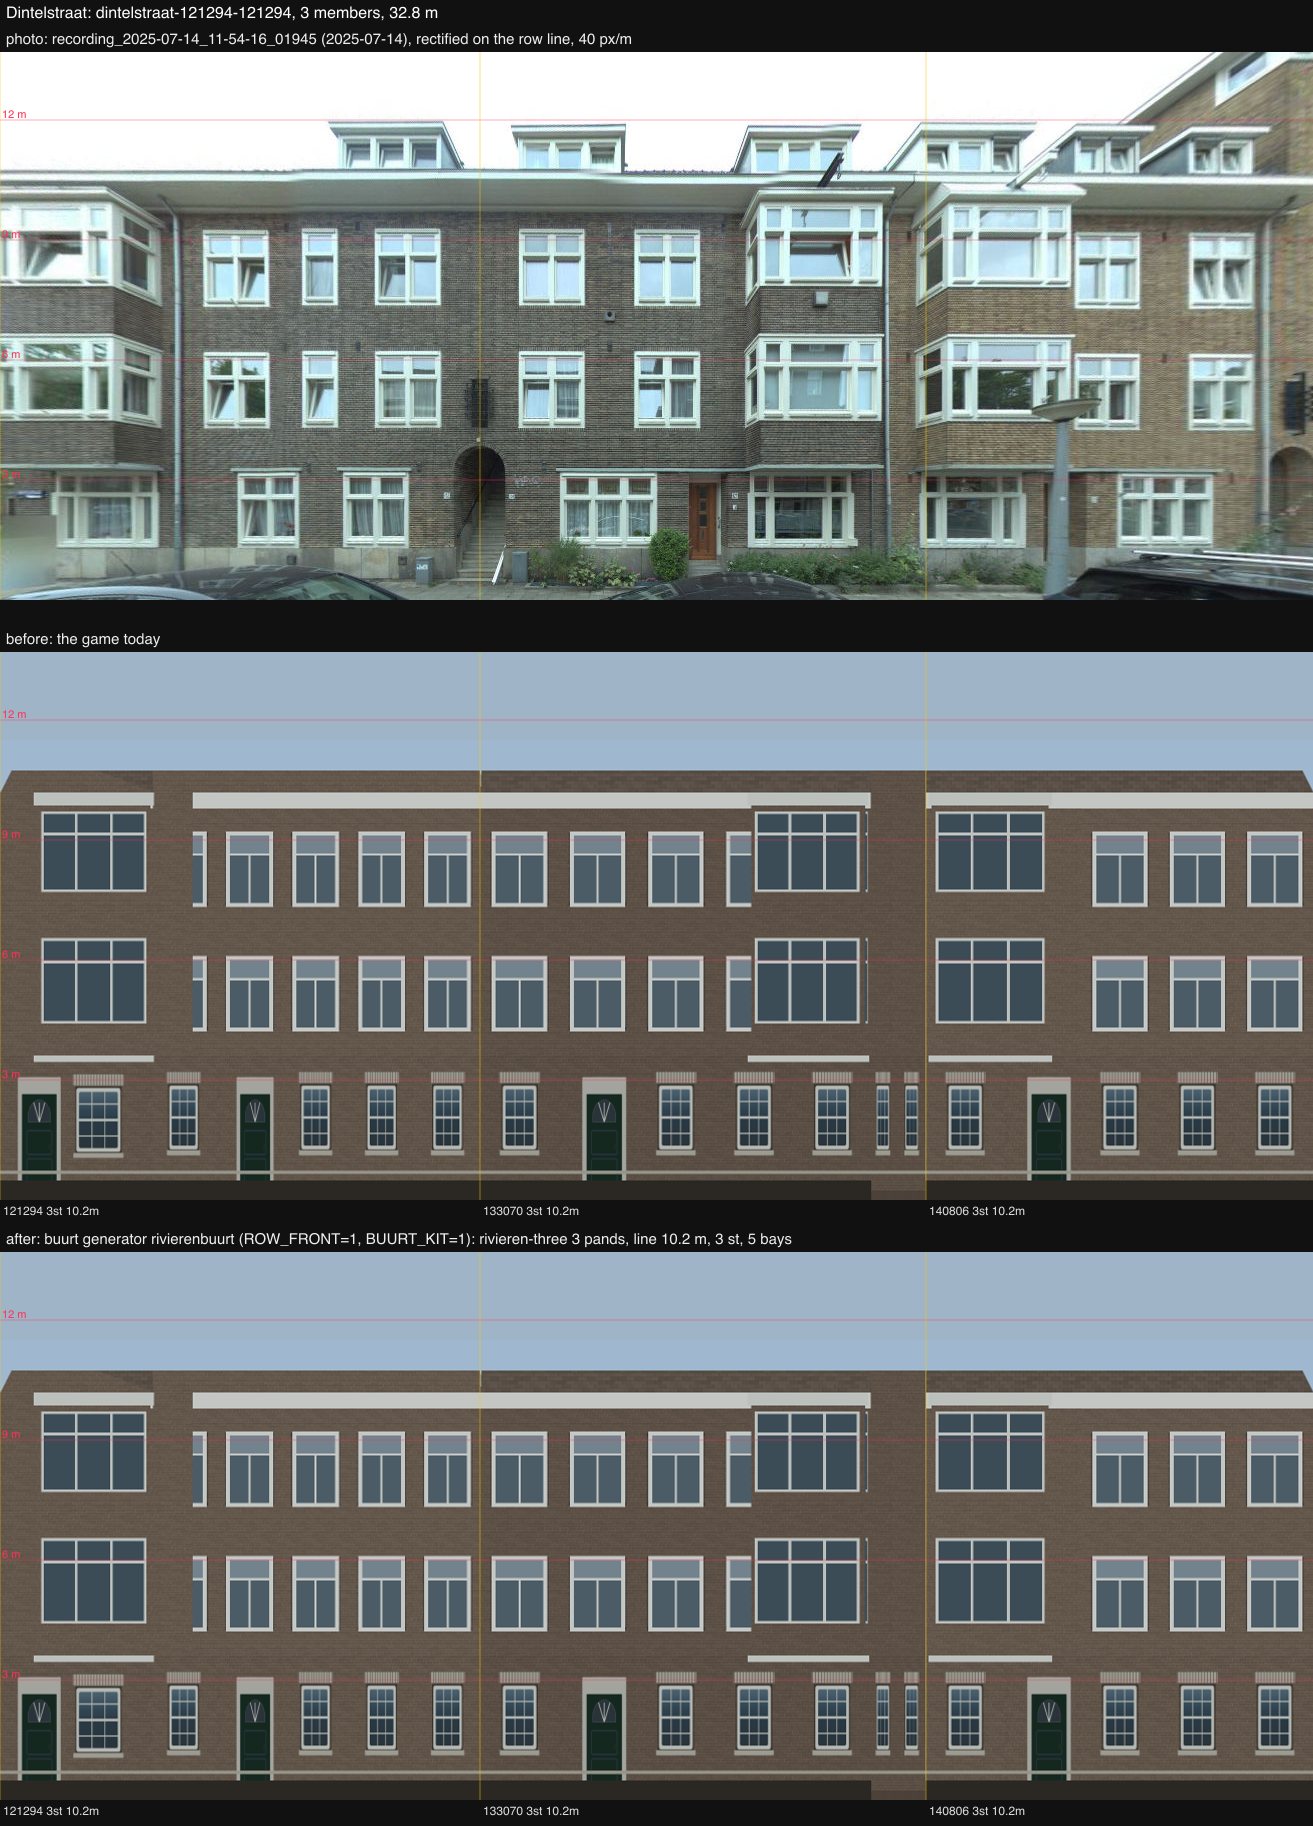 Dintelstraat: dintelstraat-121294-121294, 3 members, 32.8 m
photo: recording_2025-07-14_11-54-16_01945 (2025-07-14), rectified on the row line, 40 px/m
12 m
9 m
6 m
before: the game today
12 m
9 m
6 m
3 m
121294 3st 10.2m
133070 3st 10.2m
140806 3st 10.2m
after: buurt generator rivierenbuurt (ROW_FRONT=1, BUURT_KIT=1): rivieren-three 3 pands, line 10.2 m, 3 st, 5 bays
12 m
9 m
6 m
3 m
121294 3st 10.2m
133070 3st 10.2m
140806 3st 10.2m